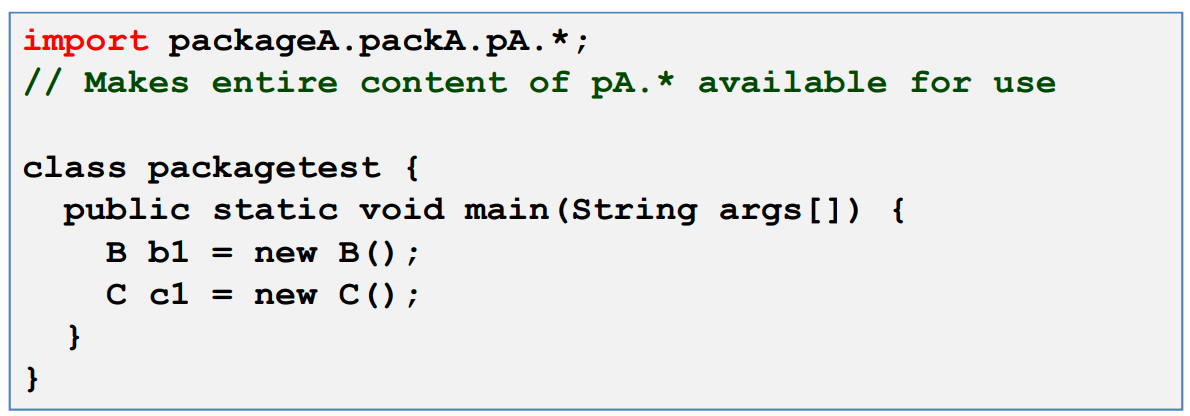 import packageA.packA.pA.*;
// Makes entire content of pA.* available for use
class packagetest {
public static void main(String args[]) {
B b1 = new B();
C c1 = new C();
}
}